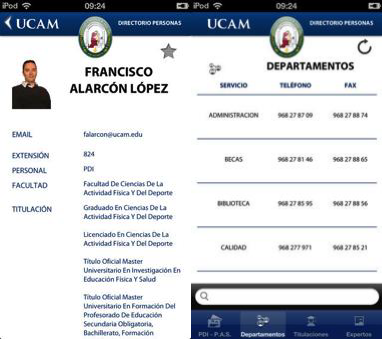 iPod 09:24
UCAM DIRECTORIO PERSONAS
FRANCISCO
ALARCÓN LÓPEZ
EMAIL falarcon@ucam.edu
EXTENSIÓN 824
PERSONAL PDI
FACULTAD Facultad De Ciencias De La
Actividad Física Y Del Deporte
TITULACIÓN Graduado En Ciencias De La
Actividad Física Y Del Deporte
Licenciado En Ciencias De La
Actividad Física Y Del Deporte
Título Oficial Master
Universitario En Investigación En
Educación Física Y Salud
Título Oficial Master
Universitario En Formación Del
Profesorado De Educación
Secundaria Obligatoria,
Bachillerato, Formación
iPod 09:24
UCAM DIRECTORIO PERSONAS
DEPARTAMENTOS
SERVICIO TELÉFONO FAX
ADMINISTRACION 968 27 87 09 968 27 88 74
BECAS 968 27 81 46 968 27 88 65
BIBLIOTECA 968 27 85 95 968 27 88 56
CALIDAD 968 277 971 968 27 85 21
PDI - P.A.S. Departamentos Titulaciones Expertos